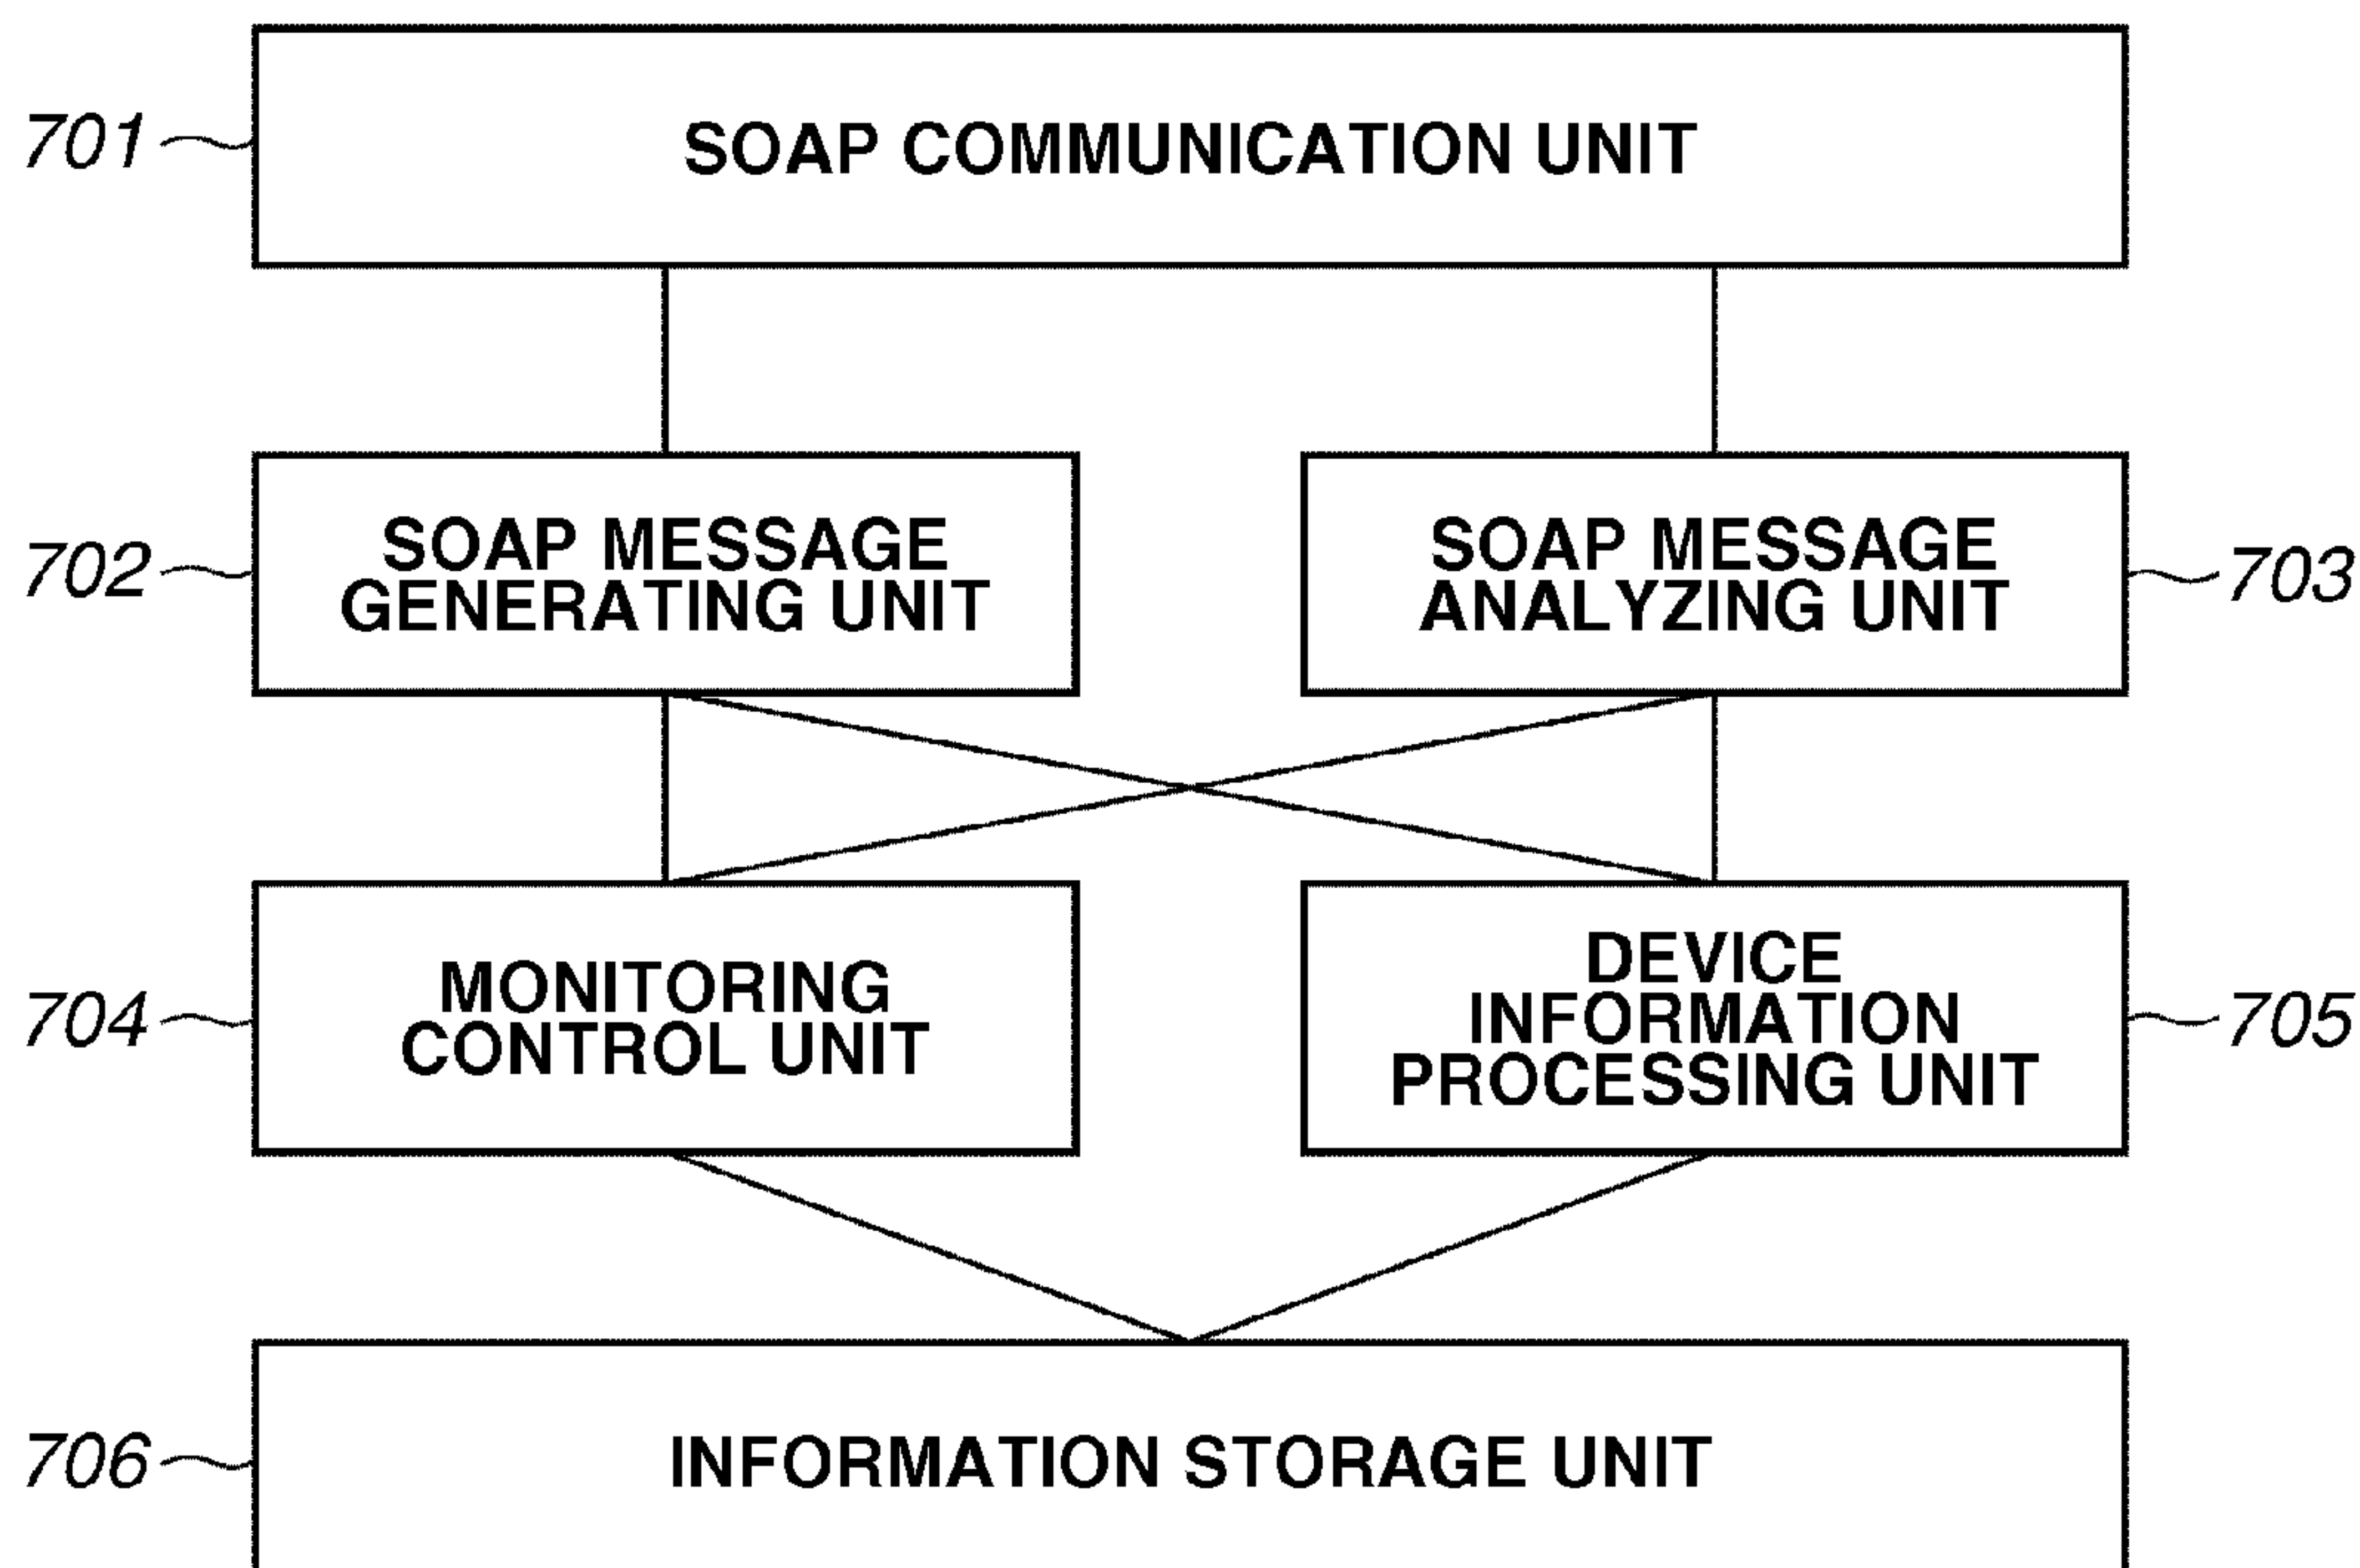 701
SOAP COMMUNICATION UNIT
702
SOAP MESSAGE
GENERATING UNIT
SOAP MESSAGE
ANALYZING UNIT
703
704
MONITORING
CONTROL UNIT
DEVICE
INFORMATION
PROCESSING UNIT
705
706
INFORMATION STORAGE UNIT